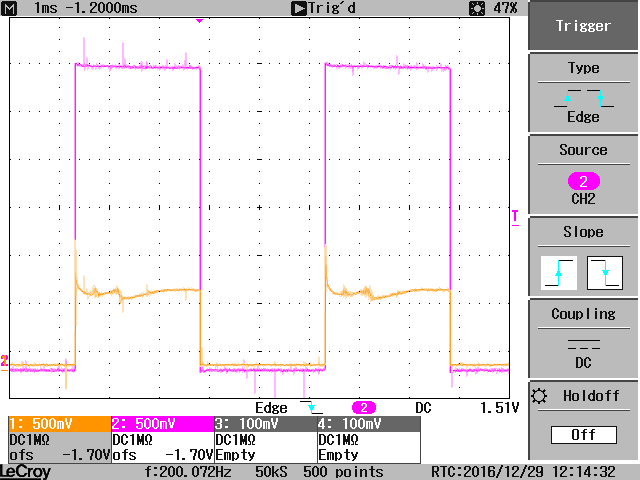 M 1ms -1.2000ms Trig'd 47%
Trigger
Type
Edge
Source
2
CH2
T
Slope
Coupling
DC
2
Holdoff
Off
Edge 2 DC 1.51V
1: 500mV 2: 500mV 3: 100mV 4: 100mV
DC1MΩ DC1MΩ DC1MΩ DC1MΩ
ofs -1.70V ofs -1.70V Empty Empty
LeCroy f:200.072Hz 50kS 500 points RTC:2016/12/29 12:14:32